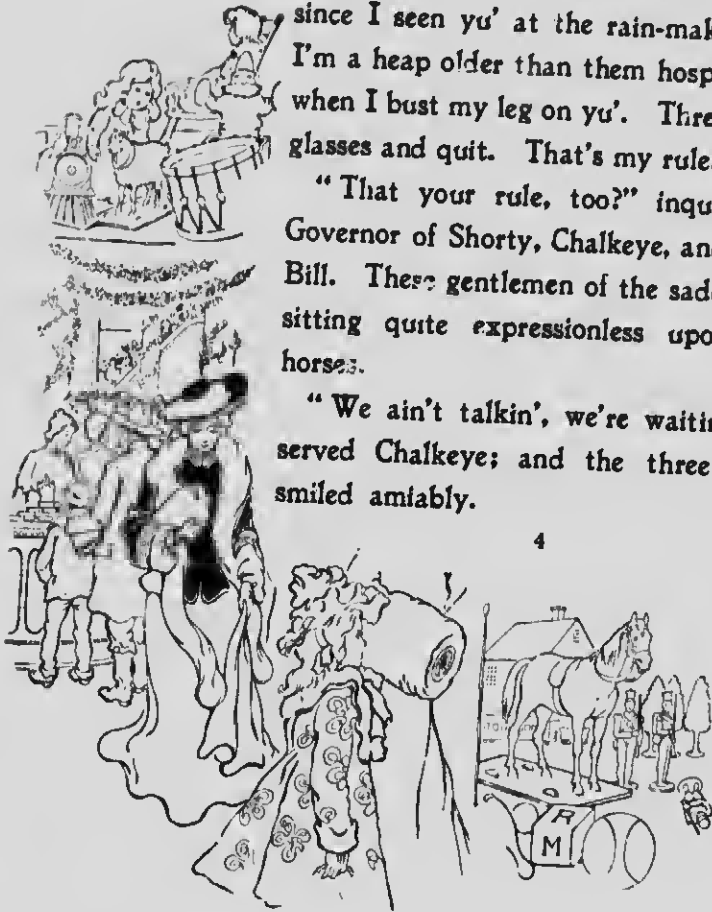 since I seen yu' at the rain-mak
I'm a heap older than them hosp
when I bust my leg on yu'. Thre
glasses and quit. That's my rule.
"That your rule, too?" inqu
Governor of Shorty, Chalkeye, an
Bill. These gentlemen of the sad
sitting quite expressionless upo
horses.
"We ain't talkin', we're waitin
served Chalkeye; and the three
smiled amiably.
4
R
M